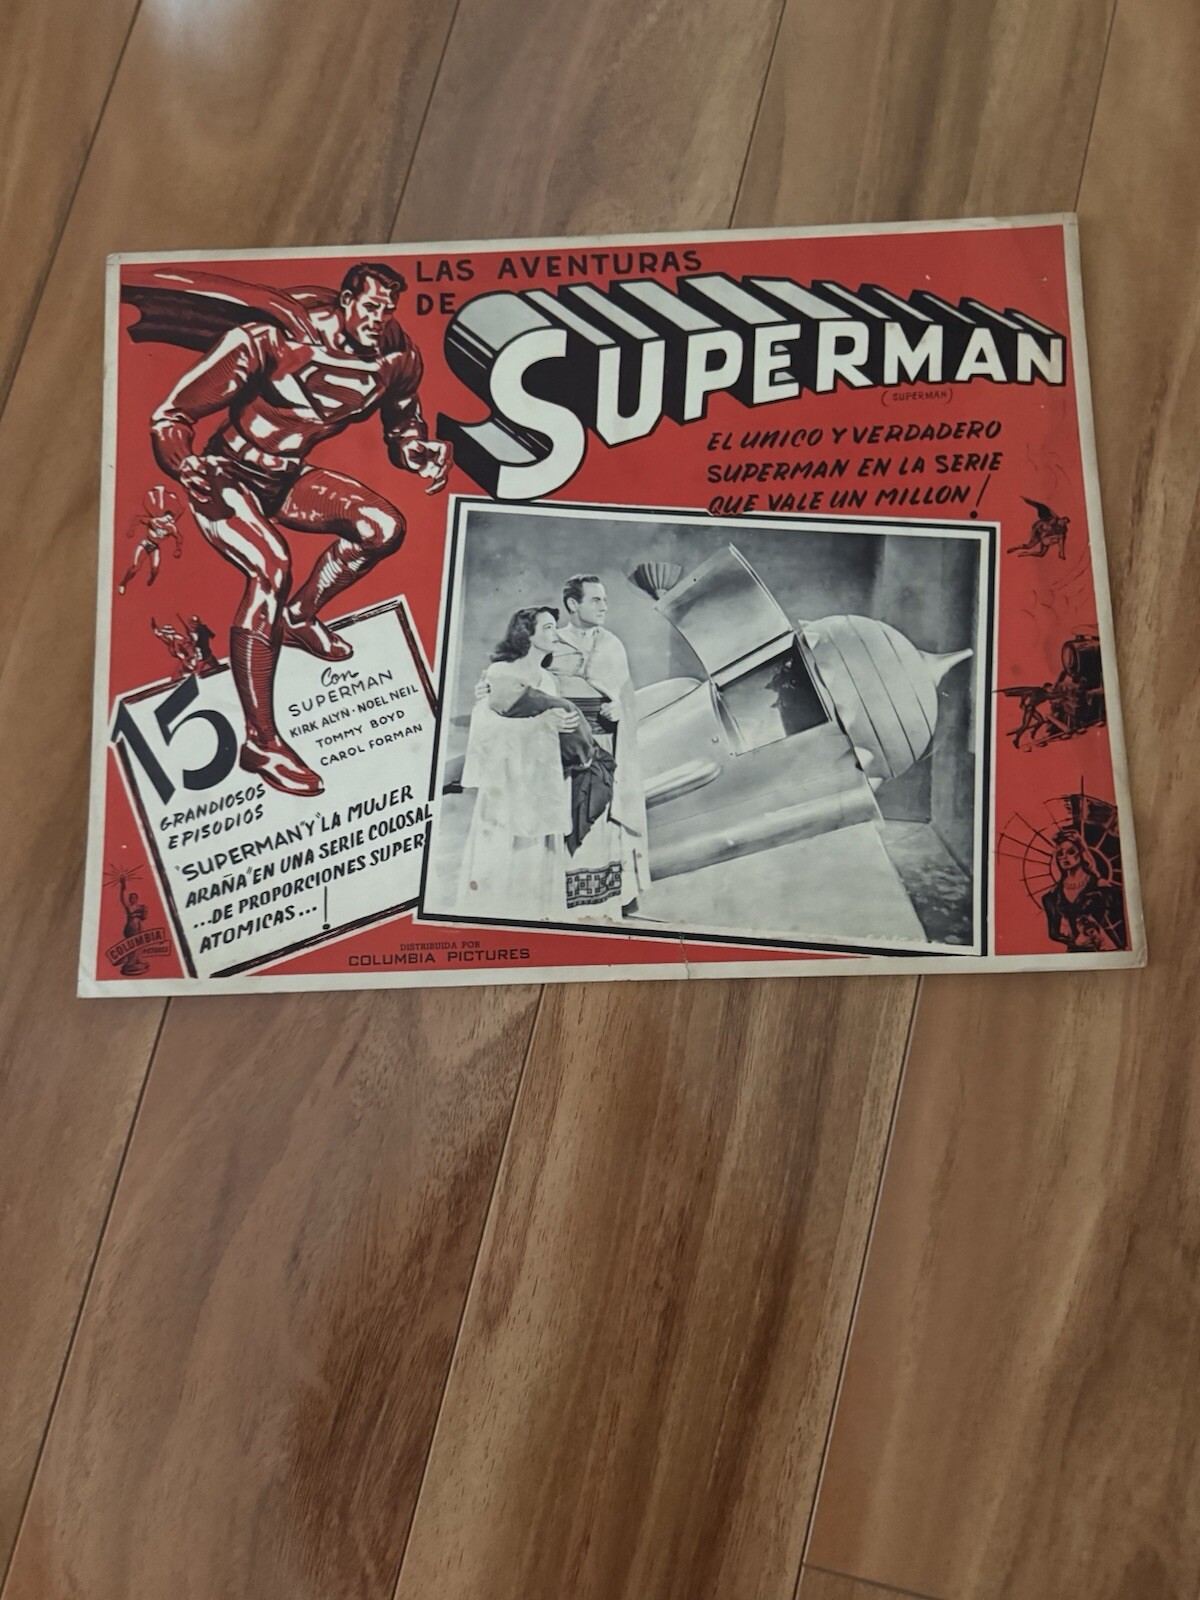 LAS AVENTURAS
DE
SUPERMAN
(SUPERMAN)
EL UNICO Y VERDADERO
SUPERMAN EN LA SERIE
QUE VALE UN MILLON!
Con
SUPERMAN
KIRK ALYN · NOEL NEIL
TOMMY BOYD
CAROL FORMAN
15
GRANDIOSOS
EPISODIOS
"SUPERMAN" Y "LA MUJER
ARAÑA" EN UNA SERIE COLOSAL
...DE PROPORCIONES SUPER
ATOMICAS...!
COLUMBIA
PICTURES
DISTRIBUIDA POR
COLUMBIA PICTURES